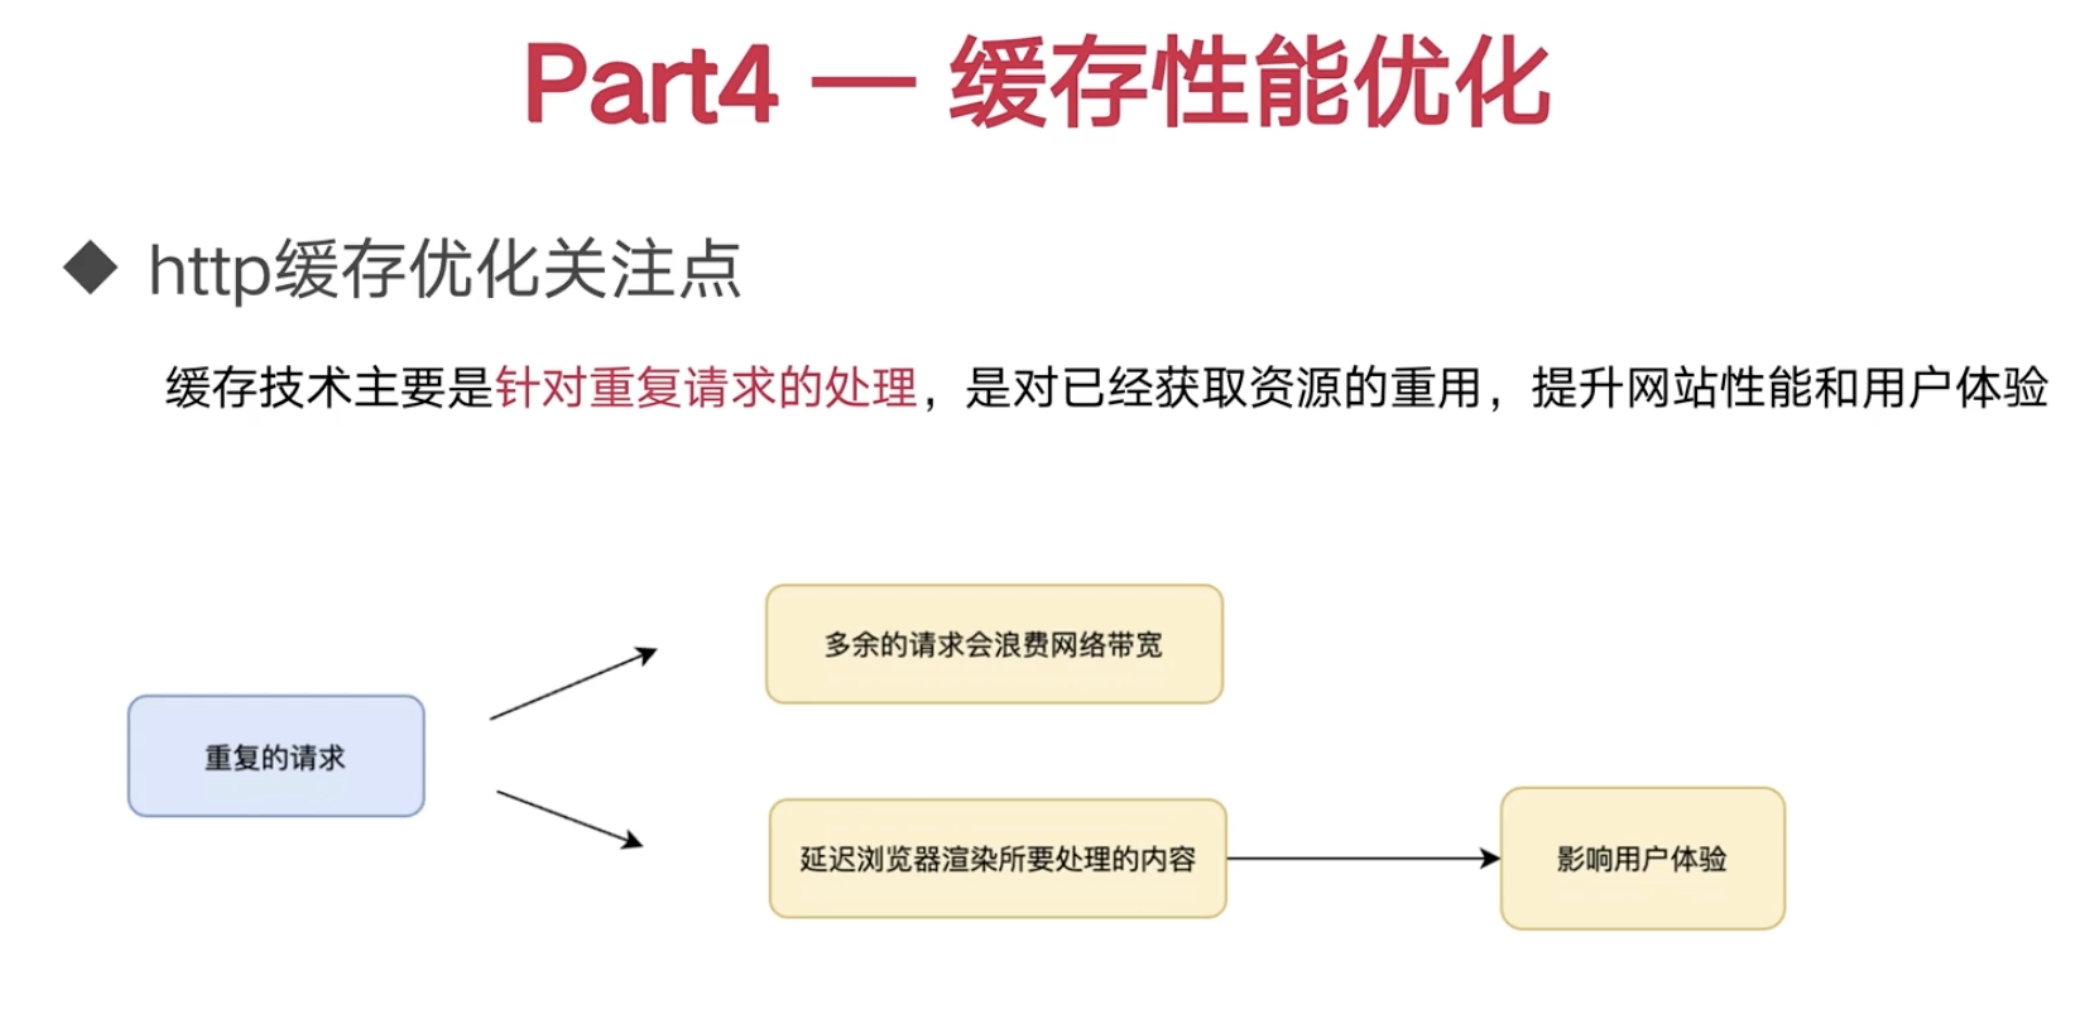 Part4 — 缓存性能优化
http缓存优化关注点
缓存技术主要是针对重复请求的处理，是对已经获取资源的重用，提升网站性能和用户体验
多余的请求会浪费网络带宽
重复的请求
延迟浏览器渲染所要处理的内容
影响用户体验